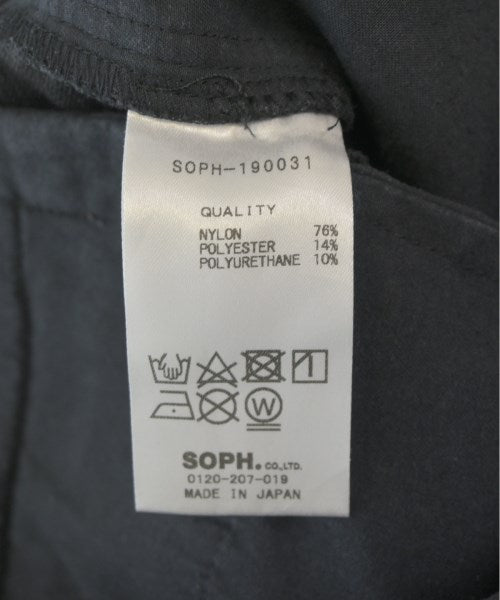 SOPH-190031
QUALITY
NYLON 76%
POLYESTER 14%
POLYURETHANE 10%
W
SOPH. CO.,LTD.
0120-207-019
MADE IN JAPAN